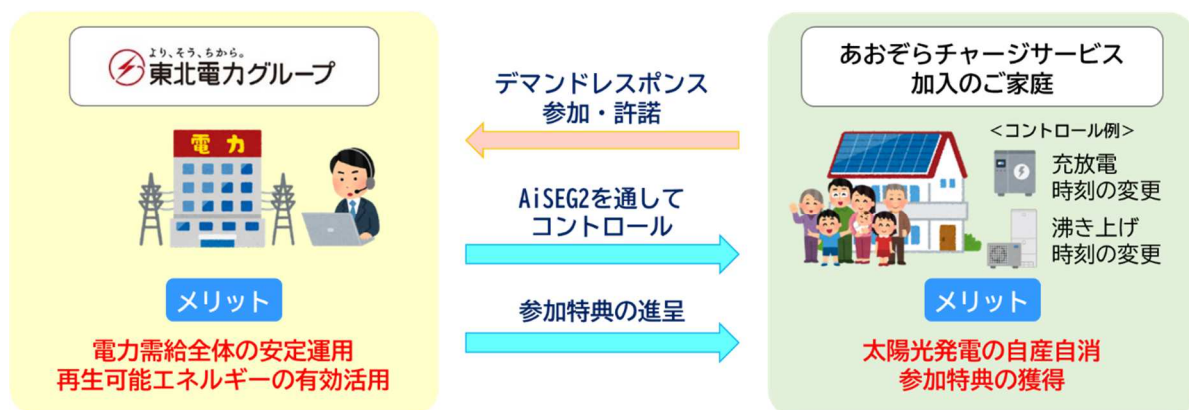 より、そう、ちから。
東北電力グループ
電力
メリット
電力需給全体の安定運用
再生可能エネルギーの有効活用
デマンドレスポンス
参加・許諾
AiSEG2を通して
コントロール
参加特典の進呈
あおぞらチャージサービス
加入のご家庭
<コントロール例>
充放電
時刻の変更
沸き上げ
時刻の変更
メリット
太陽光発電の自産自消
参加特典の獲得